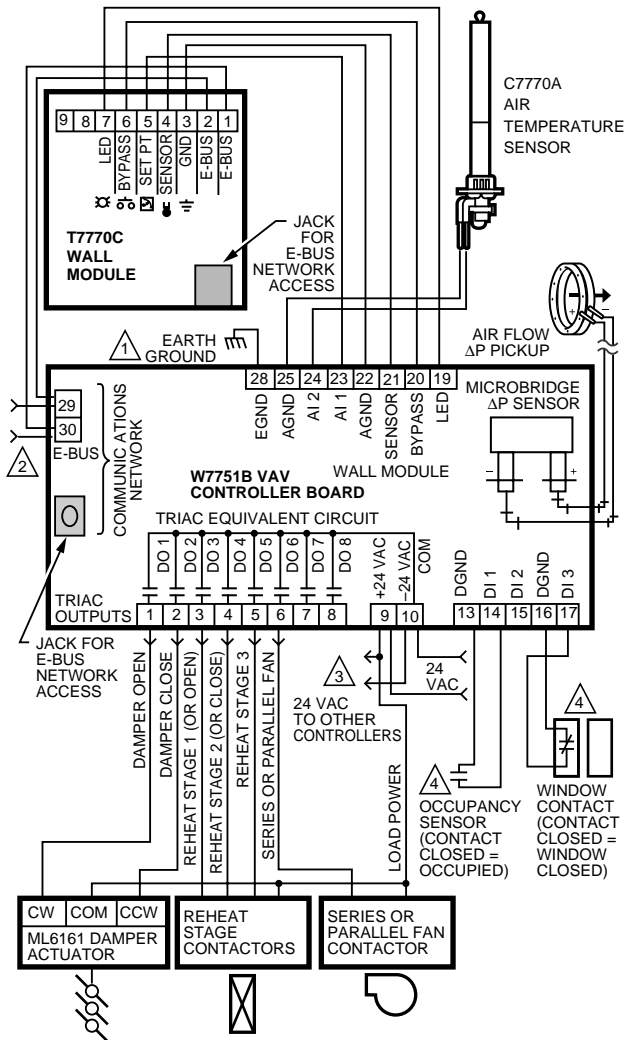 C7770A
AIR
TEMPERATURE
SENSOR
9 8 7 6 5 4 3 2 1
LED
BYPASS
SET PT
SENSOR
GND
E-BUS
E-BUS
T7770C
WALL
MODULE
JACK
FOR
E-BUS
NETWORK
ACCESS
1
EARTH
GROUND
AIR FLOW
ΔP PICKUP
+
–
28 25 24 23 22 21 20 19
EGND
AGND
AI 2
AI 1
AGND
SENSOR
BYPASS
LED
WALL MODULE
MICROBRIDGE
ΔP SENSOR
–
+
29
30
E-BUS
2
COMMUNICATIONS
NETWORK
W7751B VAV
CONTROLLER BOARD
TRIAC EQUIVALENT CIRCUIT
DO 1
DO 2
DO 3
DO 4
DO 5
DO 6
DO 7
DO 8
+24 VAC
–24 VAC
COM
DGND
DI 1
DI 2
DGND
DI 3
TRIAC
OUTPUTS
1 2 3 4 5 6 7 8
9 10
13 14 15 16 17
JACK FOR
E-BUS
NETWORK
ACCESS
DAMPER OPEN
DAMPER CLOSE
REHEAT STAGE 1 (OR OPEN)
REHEAT STAGE 2 (OR CLOSE)
REHEAT STAGE 3
SERIES OR PARALLEL FAN
3
24 VAC
TO OTHER
CONTROLLERS
24
VAC
LOAD POWER
4
OCCUPANCY
SENSOR
(CONTACT
CLOSED =
OCCUPIED)
4
WINDOW
CONTACT
(CONTACT
CLOSED =
WINDOW
CLOSED)
CW COM CCW
ML6161 DAMPER
ACTUATOR
REHEAT
STAGE
CONTACTORS
SERIES OR
PARALLEL FAN
CONTACTOR